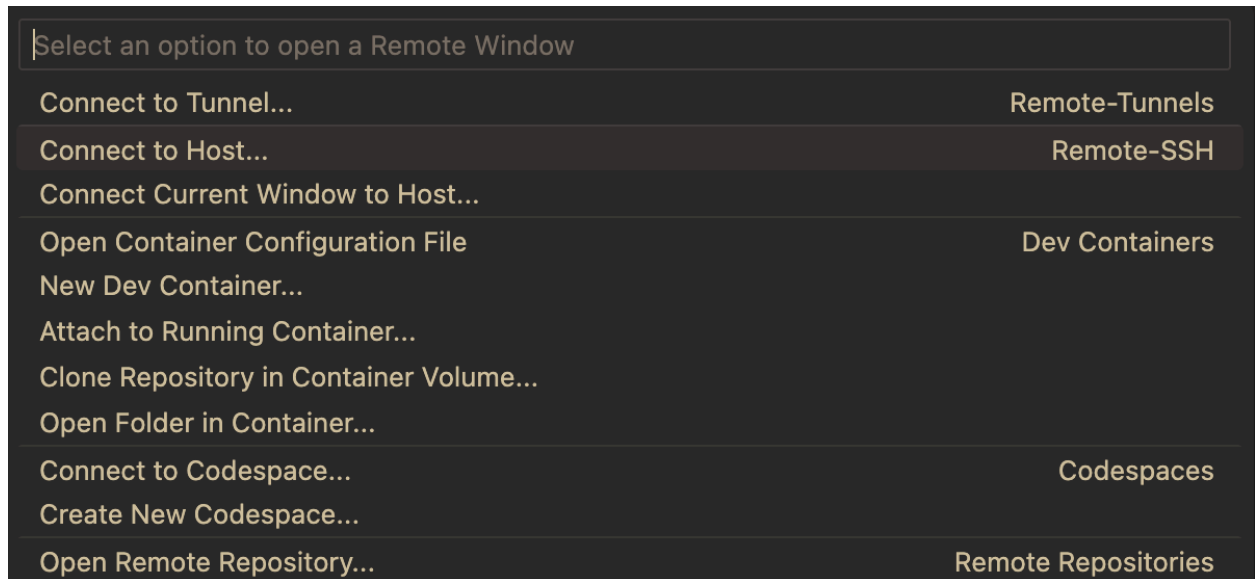 Select an option to open a Remote Window
Connect to Tunnel... Remote-Tunnels
Connect to Host... Remote-SSH
Connect Current Window to Host...
Open Container Configuration File Dev Containers
New Dev Container...
Attach to Running Container...
Clone Repository in Container Volume...
Open Folder in Container...
Connect to Codespace... Codespaces
Create New Codespace...
Open Remote Repository... Remote Repositories